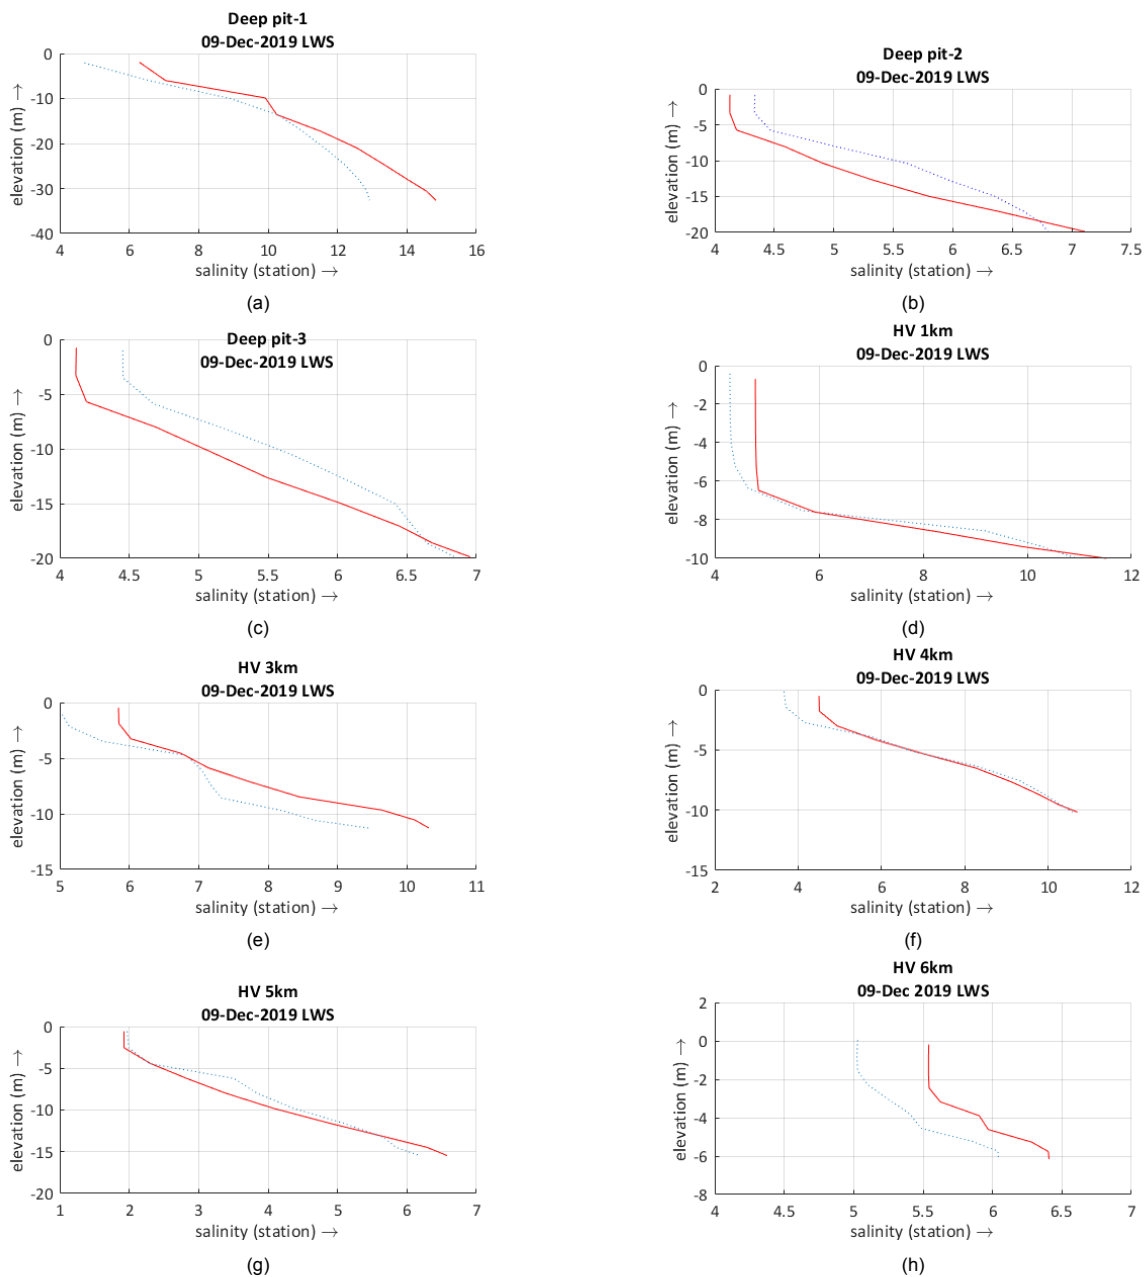 Deep pit-1
09-Dec-2019 LWS
0
-10
-20
-30
-40
elevation (m) →
4 6 8 10 12 14 16
salinity (station) →
(a)
Deep pit-2
09-Dec-2019 LWS
0
-5
-10
-15
-20
elevation (m) →
4 4.5 5 5.5 6 6.5 7 7.5
salinity (station) →
(b)
Deep pit-3
09-Dec-2019 LWS
0
-5
-10
-15
-20
elevation (m) →
4 4.5 5 5.5 6 6.5 7
salinity (station) →
(c)
HV 1km
09-Dec-2019 LWS
0
-2
-4
-6
-8
-10
elevation (m) →
4 6 8 10 12
salinity (station) →
(d)
HV 3km
09-Dec-2019 LWS
0
-5
-10
-15
elevation (m) →
5 6 7 8 9 10 11
salinity (station) →
(e)
HV 4km
09-Dec-2019 LWS
0
-5
-10
-15
elevation (m) →
2 4 6 8 10 12
salinity (station) →
(f)
HV 5km
09-Dec-2019 LWS
0
-5
-10
-15
-20
elevation (m) →
1 2 3 4 5 6 7
salinity (station) →
(g)
HV 6km
09-Dec 2019 LWS
2
0
-2
-4
-6
-8
elevation (m) →
4 4.5 5 5.5 6 6.5 7
salinity (station) →
(h)